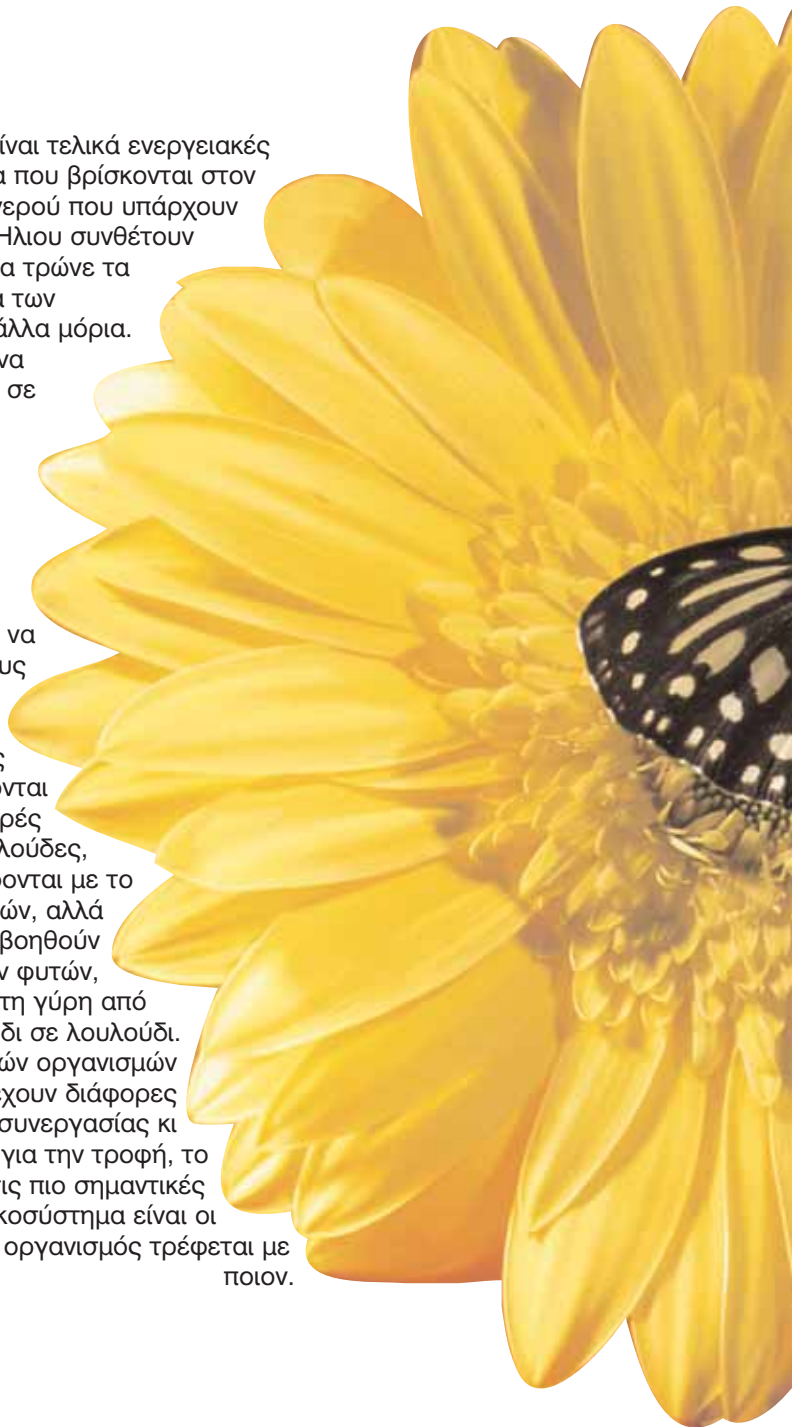 ίναι τελικά ενεργειακές
α που βρίσκονται στον
νερού που υπάρχουν
Ήλιου συνθέτουν
α τρώνε τα
α των
άλλα μόρια.
να
σε
να
υς
ς
ονται
ρές
λούδες,
ρονται με το
ών, αλλά
βοηθούν
ν φυτών,
τη γύρη από
δι σε λουλούδι.
ών οργανισμών
έχουν διάφορες
συνεργασίας κι
για την τροφή, το
τις πιο σημαντικές
κοσύστημα είναι οι
οργανισμός τρέφεται με
ποιον.